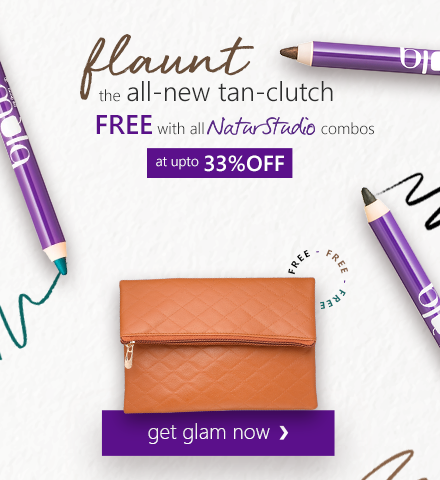 flaunt
the all-new tan-clutch
FREE with all NaturStudio combos
at upto 33%OFF
FREE - FREE - FREE
get glam now ❯